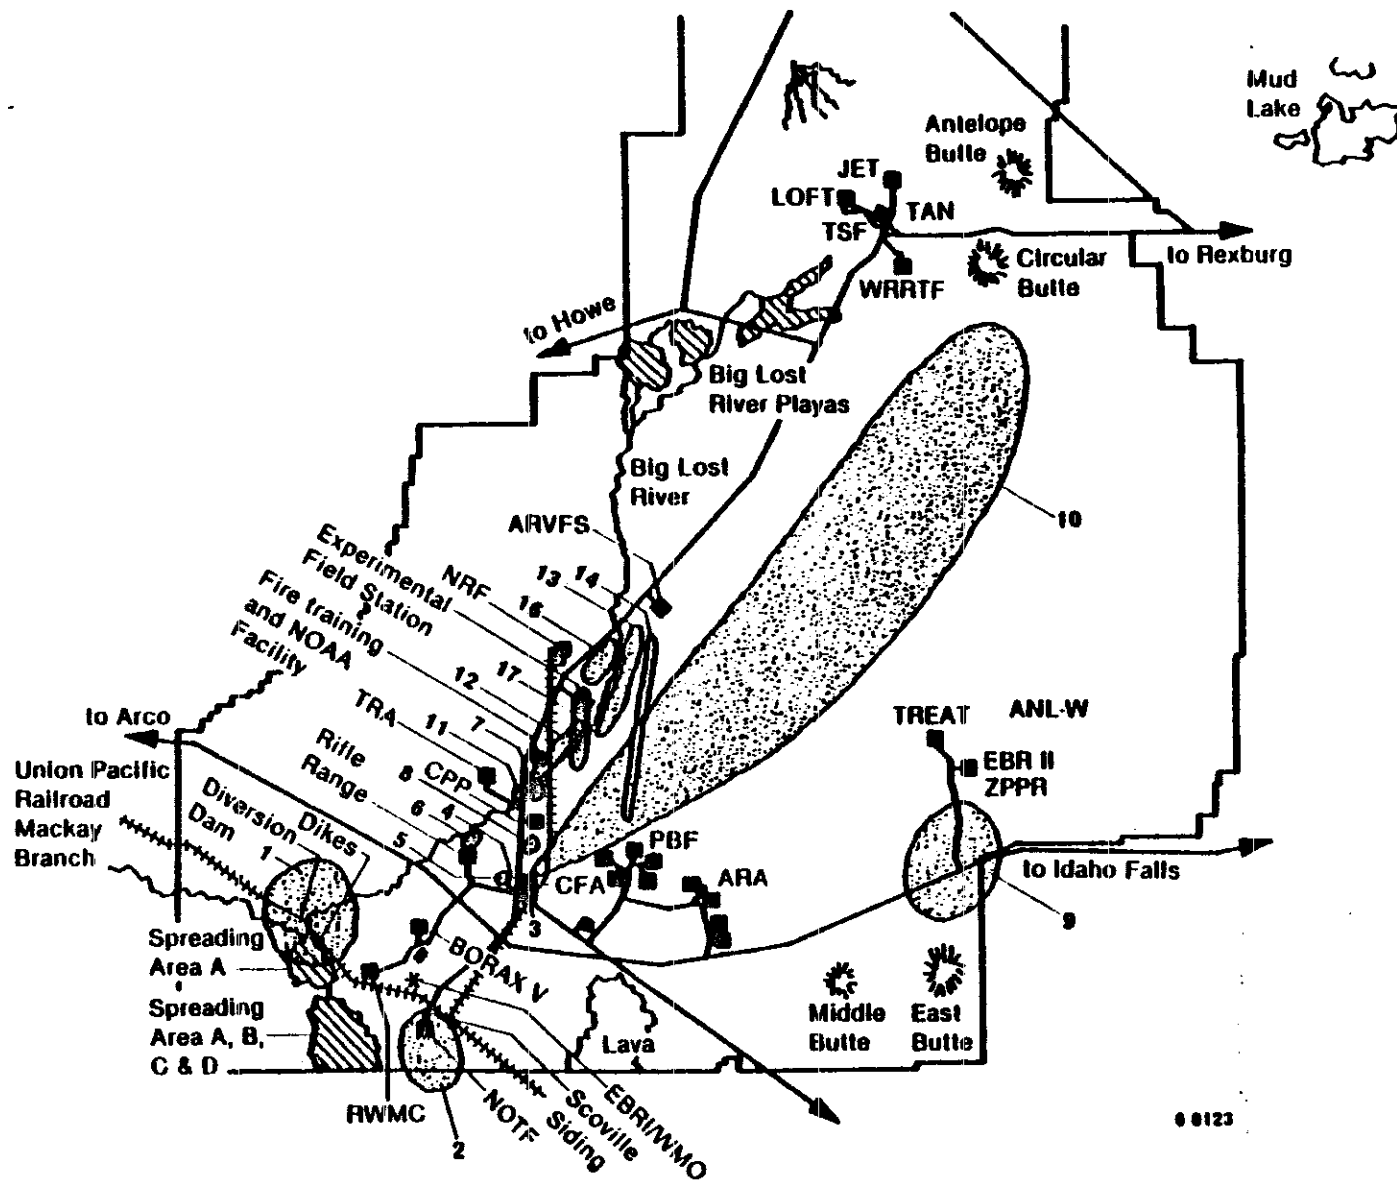 Mud
Lake
Antelope
Butte
JET
LOFT
TAN
TSF
WRRTF
Circular
Butte
to Rexburg
to Howe
Big Lost
River Playas
Big Lost
River
10
ARVFS
Experimental
Field Station
Fire training
and NOAA
Facility
NRF
13
14
16
17
12
TRA
11
7
Rifle
Range
CPP
8
6
4
5
to Arco
Union Pacific
Railroad
Mackay
Branch
Diversion
Dam
Dikes
1
TREAT
ANL-W
EBR II
ZPPR
PBF
CFA
ARA
3
to Idaho Falls
9
Spreading
Area A
Spreading
Area A, B,
C & D
BORAX V
Middle
Butte
East
Butte
Lava
RWMC
2
NOTF
Scoville
Siding
EBRI/WMO
6 6123